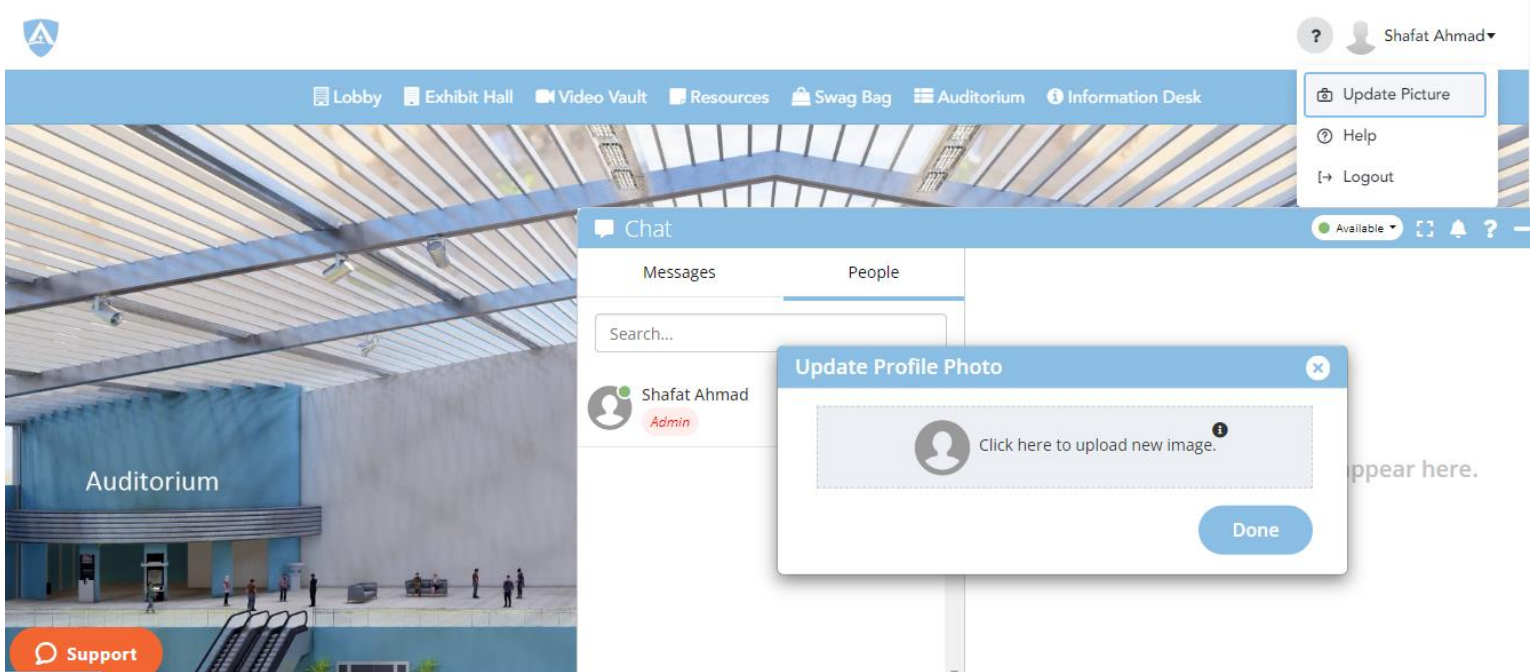 ? Shafat Ahmad
Lobby Exhibit Hall Video Vault Resources Swag Bag Auditorium Information Desk
Update Picture
Help
Logout
Chat
Available ?
Messages People
Search...
Shafat Ahmad
Admin
Update Profile Photo
Click here to upload new image.
appear here.
Done
Auditorium
Support